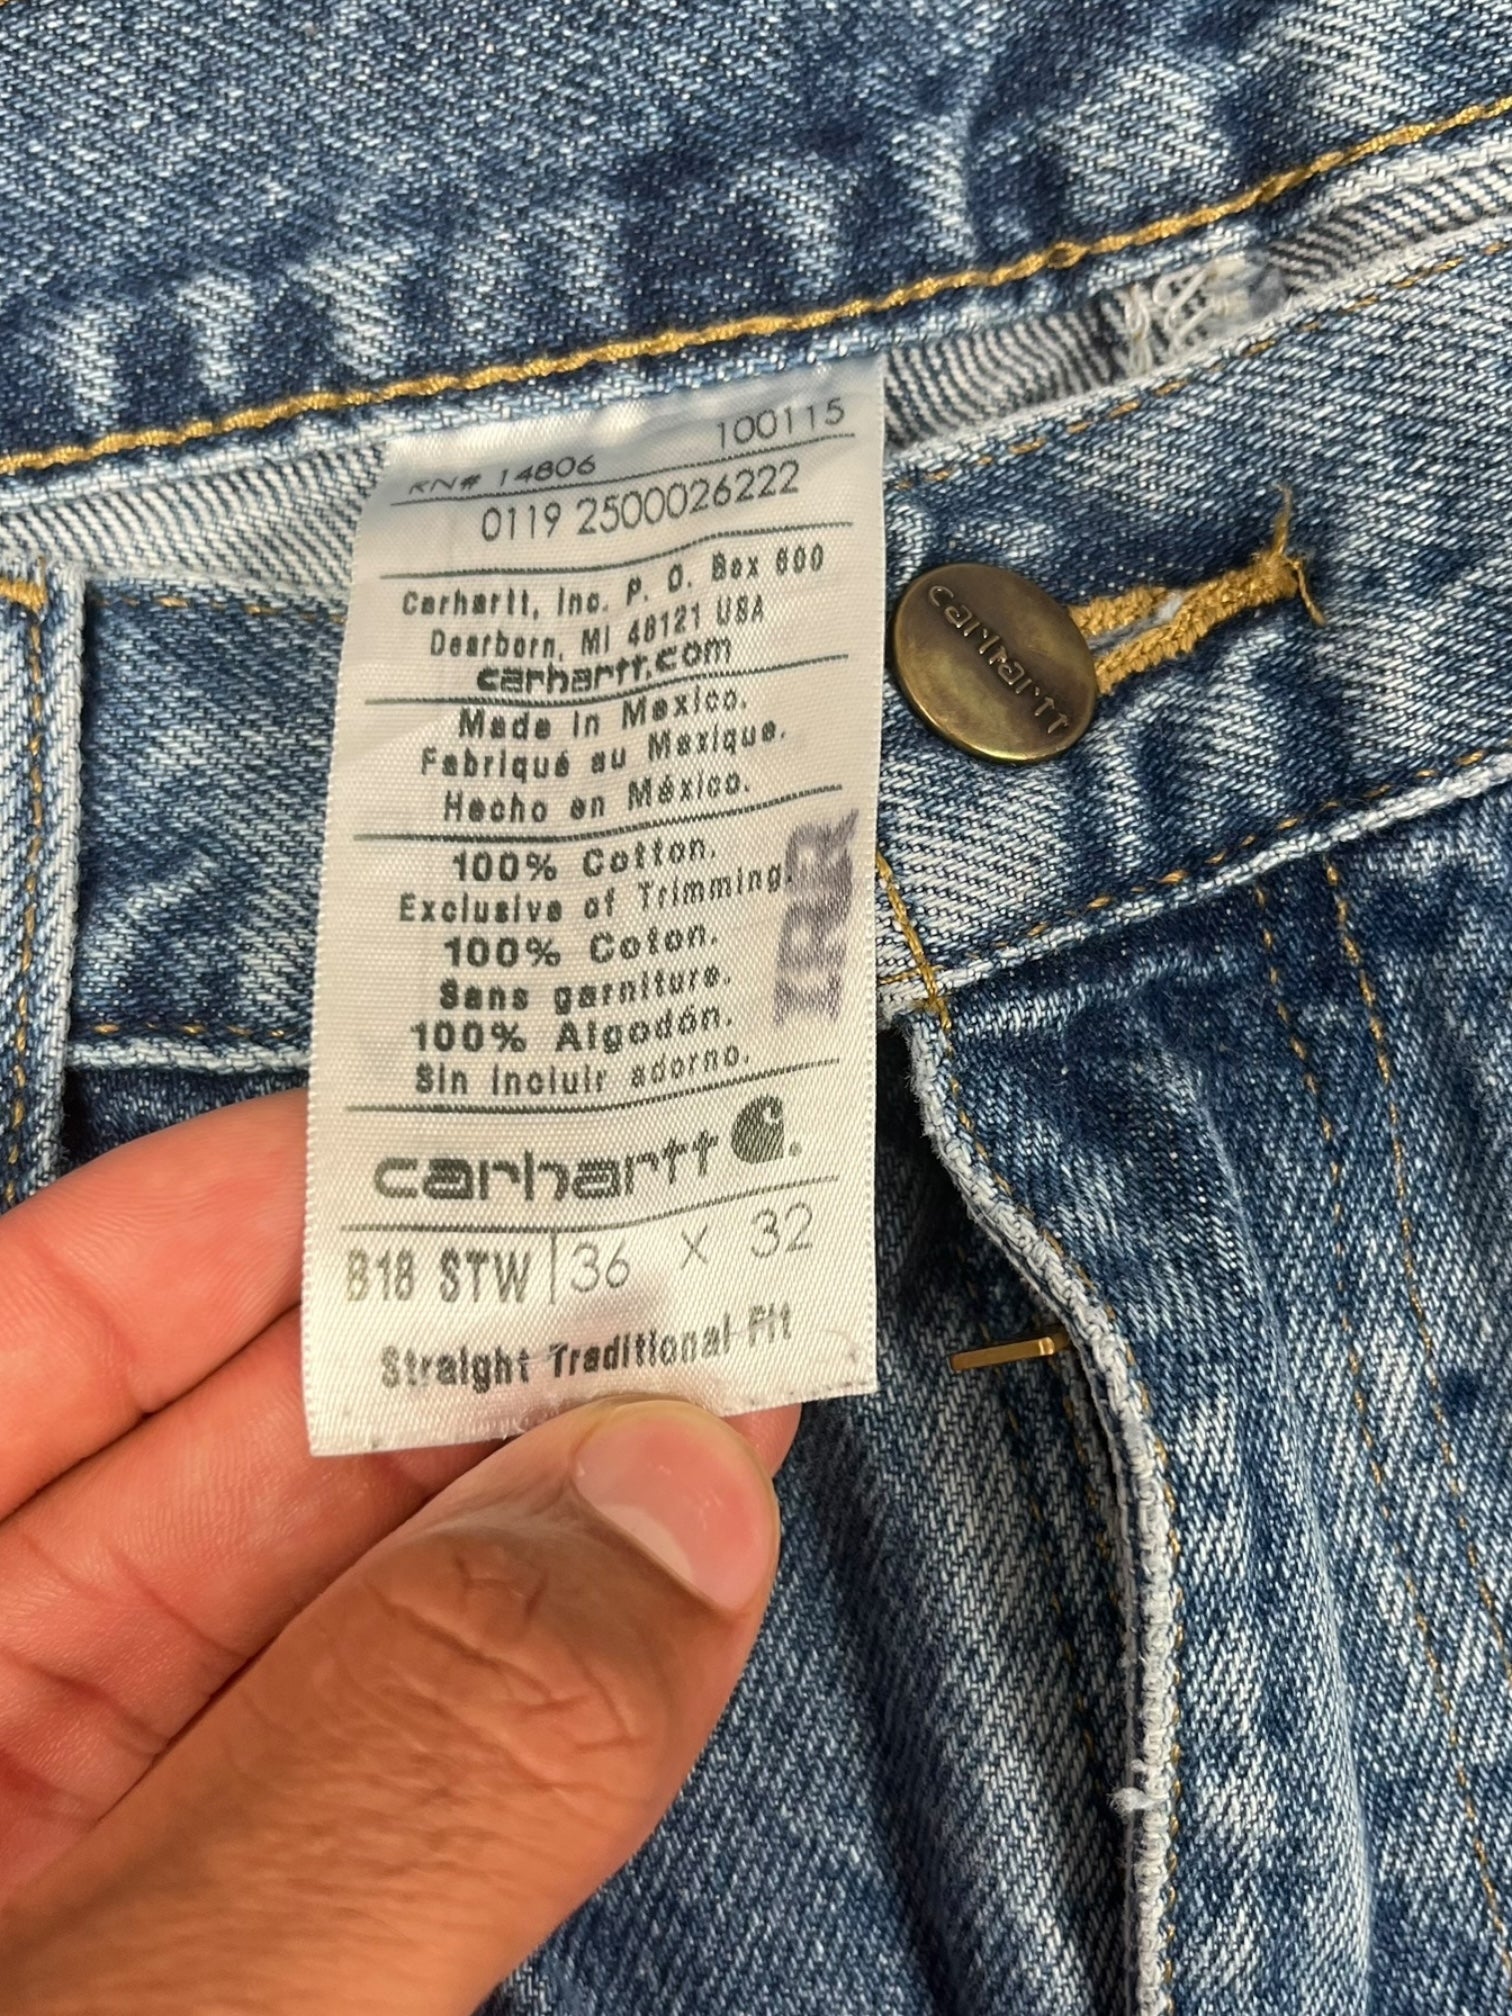 100115
RN# 14806
0119 2500026222
Carhartt, Inc. P. O. Box 600
Dearborn, MI 48121 USA
carhartt.com
Made in Mexico.
Fabriqué au Mexique.
Hecho en México.
100% Cotton.
Exclusive of Trimming.
100% Coton.
Sans garniture.
100% Algodón.
Sin incluir adorno.
carhartt
B18 STW 36 X 32
Straight Traditional Fit
carhartt